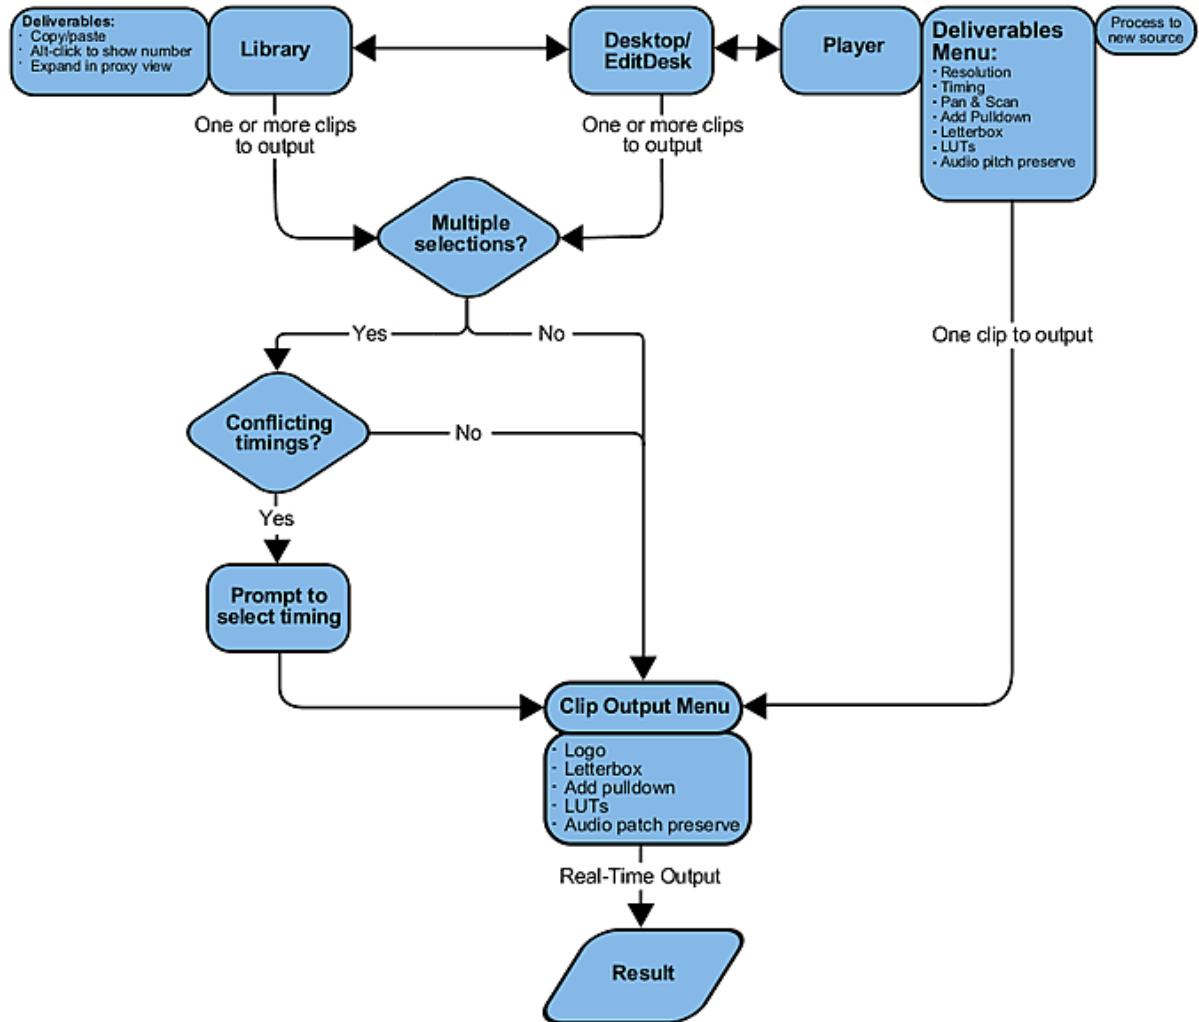 Deliverables:
· Copy/paste
· Alt-click to show number
· Expand in proxy view
Library
Desktop/
EditDesk
Player
Deliverables
Menu:
· Resolution
· Timing
· Pan & Scan
· Add Pulldown
· Letterbox
· LUTs
· Audio pitch preserve
Process to
new source
One or more clips
to output
One or more clips
to output
Multiple
selections?
Yes
No
One clip to output
Conflicting
timings?
No
Yes
Prompt to
select timing
Clip Output Menu
· Logo
· Letterbox
· Add pulldown
· LUTs
· Audio patch preserve
Real-Time Output
Result